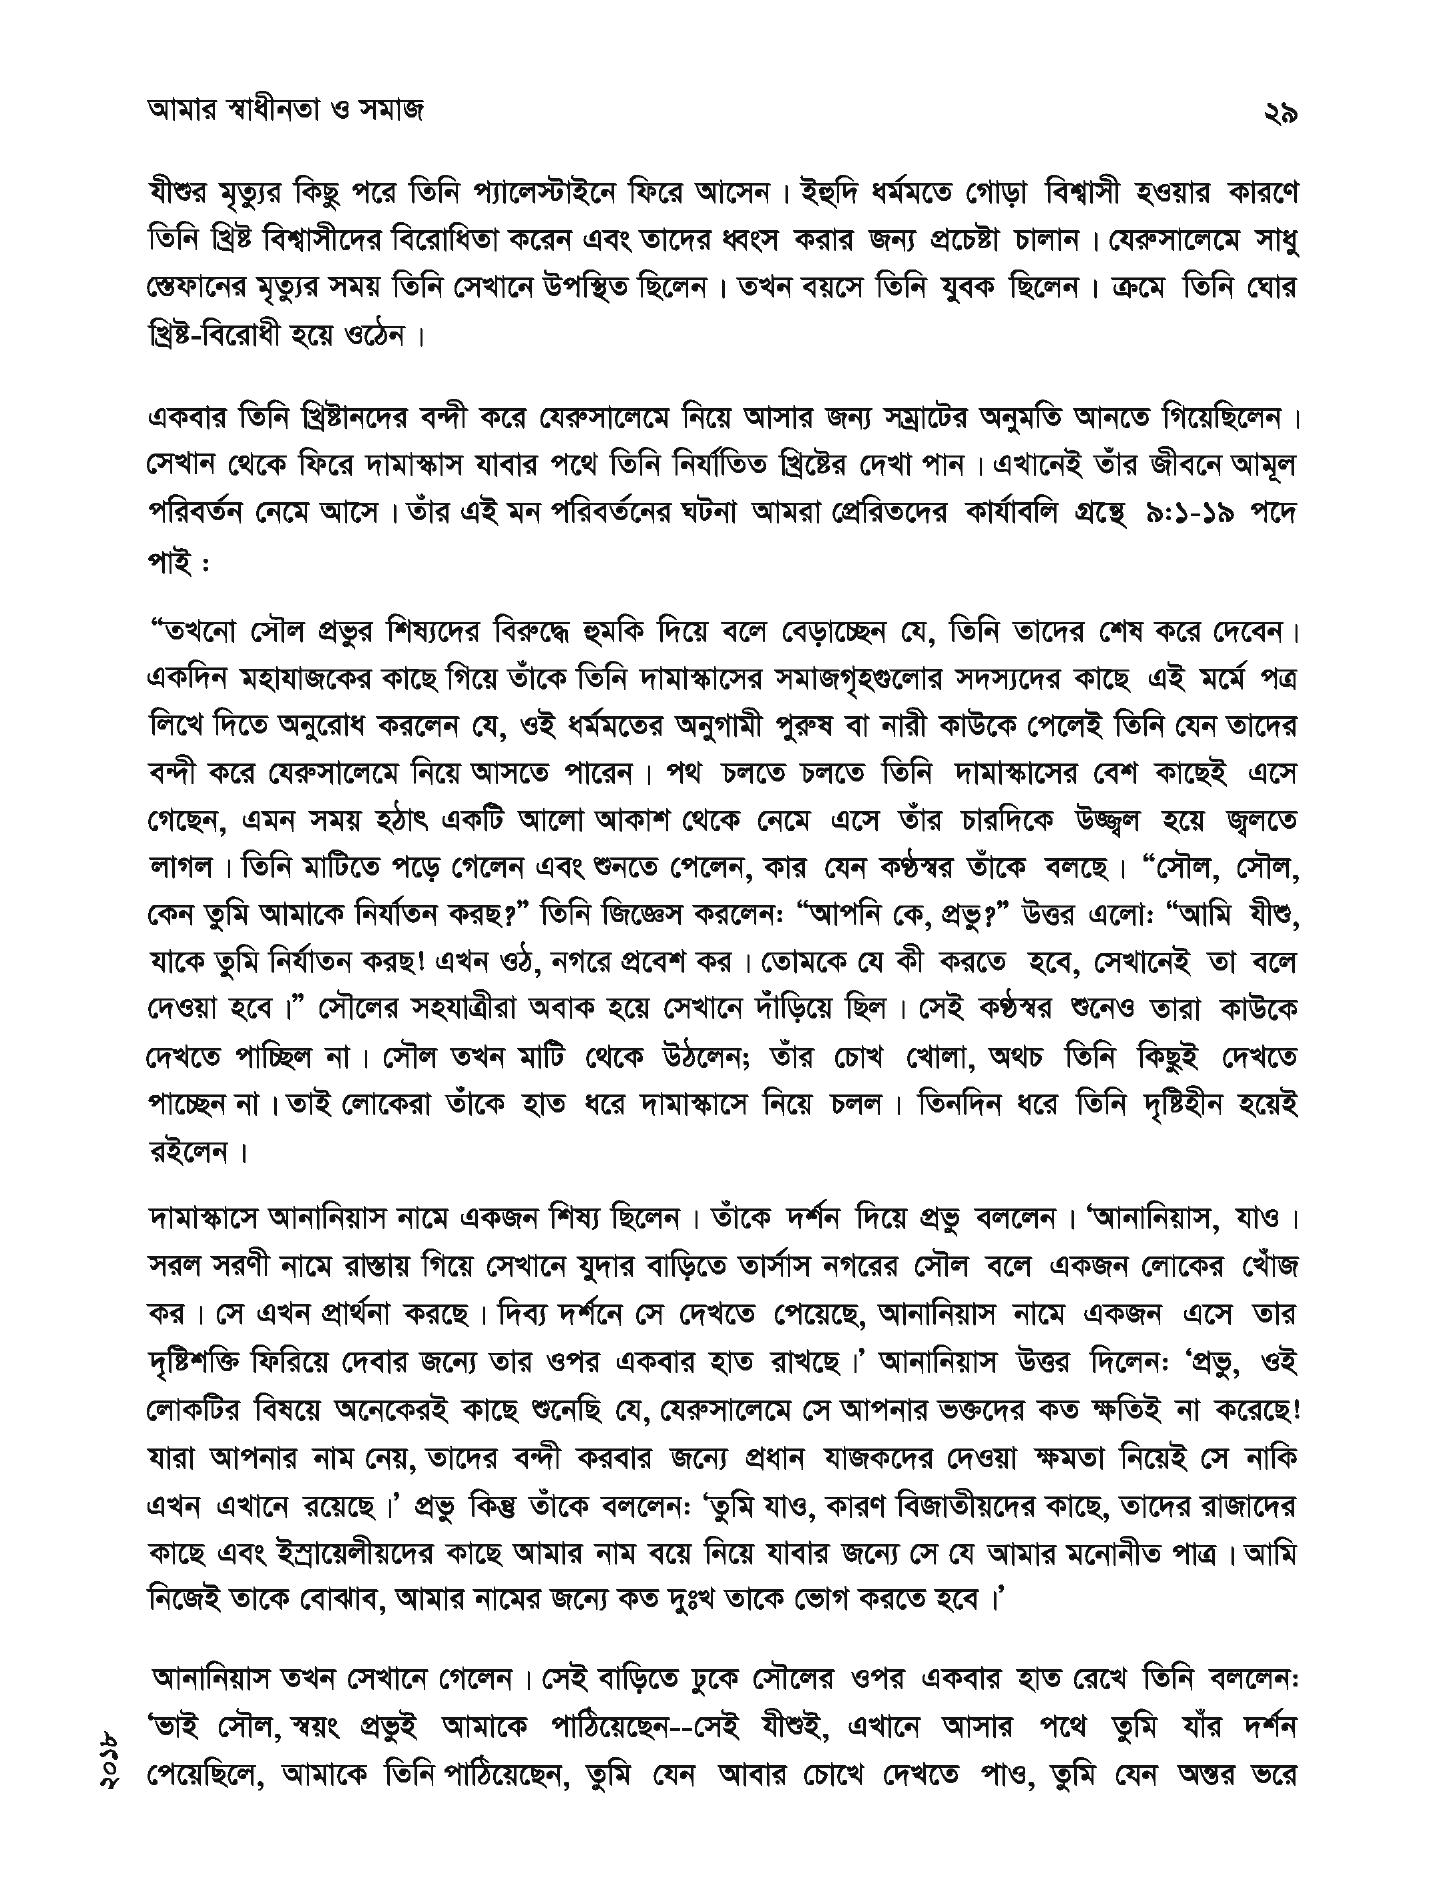 আমার স্বাধীনতা ও সমাজ ২৯
যীশুর মৃত্যুর কিছু পরে তিনি প্যালেস্টাইনে ফিরে আসেন। ইহুদি ধর্মমতে গোড়া বিশ্বাসী হওয়ার কারণে
তিনি খ্রিষ্ট বিশ্বাসীদের বিরোধিতা করেন এবং তাদের ধ্বংস করার জন্য প্রচেষ্টা চালান। যেরুসালেমে সাধু
স্তেফানের মৃত্যুর সময় তিনি সেখানে উপস্থিত ছিলেন। তখন বয়সে তিনি যুবক ছিলেন। ক্রমে তিনি ঘোর
খ্রিষ্ট-বিরোধী হয়ে ওঠেন।
একবার তিনি খ্রিষ্টানদের বন্দী করে যেরুসালেমে নিয়ে আসার জন্য সম্রাটের অনুমতি আনতে গিয়েছিলেন।
সেখান থেকে ফিরে দামাস্কাস যাবার পথে তিনি নির্যাতিত খ্রিষ্টের দেখা পান। এখানেই তাঁর জীবনে আমূল
পরিবর্তন নেমে আসে। তাঁর এই মন পরিবর্তনের ঘটনা আমরা প্রেরিতদের কার্যাবলি গ্রন্থে ৯:১-১৯ পদে
পাই :
“তখনো সৌল প্রভুর শিষ্যদের বিরুদ্ধে হুমকি দিয়ে বলে বেড়াচ্ছেন যে, তিনি তাদের শেষ করে দেবেন।
একদিন মহাযাজকের কাছে গিয়ে তাঁকে তিনি দামাস্কাসের সমাজগৃহগুলোর সদস্যদের কাছে এই মর্মে পত্র
লিখে দিতে অনুরোধ করলেন যে, ওই ধর্মমতের অনুগামী পুরুষ বা নারী কাউকে পেলেই তিনি যেন তাদের
বন্দী করে যেরুসালেমে নিয়ে আসতে পারেন। পথ চলতে চলতে তিনি দামাস্কাসের বেশ কাছেই এসে
গেছেন, এমন সময় হঠাৎ একটি আলো আকাশ থেকে নেমে এসে তাঁর চারদিকে উজ্জ্বল হয়ে জ্বলতে
লাগল। তিনি মাটিতে পড়ে গেলেন এবং শুনতে পেলেন, কার যেন কণ্ঠস্বর তাঁকে বলছে। “সৌল, সৌল,
কেন তুমি আমাকে নির্যাতন করছ?” তিনি জিজ্ঞেস করলেন: “আপনি কে, প্রভু?” উত্তর এলো: “আমি যীশু,
যাকে তুমি নির্যাতন করছ! এখন ওঠ, নগরে প্রবেশ কর। তোমকে যে কী করতে হবে, সেখানেই তা বলে
দেওয়া হবে।” সৌলের সহযাত্রীরা অবাক হয়ে সেখানে দাঁড়িয়ে ছিল। সেই কণ্ঠস্বর শুনেও তারা কাউকে
দেখতে পাচ্ছিল না। সৌল তখন মাটি থেকে উঠলেন; তাঁর চোখ খোলা, অথচ তিনি কিছুই দেখতে
পাচ্ছেন না। তাই লোকেরা তাঁকে হাত ধরে দামাস্কাসে নিয়ে চলল। তিনদিন ধরে তিনি দৃষ্টিহীন হয়েই
রইলেন।
দামাস্কাসে আনানিয়াস নামে একজন শিষ্য ছিলেন। তাঁকে দর্শন দিয়ে প্রভু বললেন। ‘আনানিয়াস, যাও।
সরল সরণী নামে রাস্তায় গিয়ে সেখানে যুদার বাড়িতে তার্সাস নগরের সৌল বলে একজন লোকের খোঁজ
কর। সে এখন প্রার্থনা করছে। দিব্য দর্শনে সে দেখতে পেয়েছে, আনানিয়াস নামে একজন এসে তার
দৃষ্টিশক্তি ফিরিয়ে দেবার জন্যে তার ওপর একবার হাত রাখছে।’ আনানিয়াস উত্তর দিলেন: ‘প্রভু, ওই
লোকটির বিষয়ে অনেকেরই কাছে শুনেছি যে, যেরুসালেমে সে আপনার ভক্তদের কত ক্ষতিই না করেছে!
যারা আপনার নাম নেয়, তাদের বন্দী করবার জন্যে প্রধান যাজকদের দেওয়া ক্ষমতা নিয়েই সে নাকি
এখন এখানে রয়েছে।’ প্রভু কিন্তু তাঁকে বললেন: ‘তুমি যাও, কারণ বিজাতীয়দের কাছে, তাদের রাজাদের
কাছে এবং ইস্রায়েলীয়দের কাছে আমার নাম বয়ে নিয়ে যাবার জন্যে সে যে আমার মনোনীত পাত্র। আমি
নিজেই তাকে বোঝাব, আমার নামের জন্যে কত দুঃখ তাকে ভোগ করতে হবে।’
আনানিয়াস তখন সেখানে গেলেন। সেই বাড়িতে ঢুকে সৌলের ওপর একবার হাত রেখে তিনি বললেন:
‘ভাই সৌল, স্বয়ং প্রভুই আমাকে পাঠিয়েছেন--সেই যীশুই, এখানে আসার পথে তুমি যাঁর দর্শন
পেয়েছিলে, আমাকে তিনি পাঠিয়েছেন, তুমি যেন আবার চোখে দেখতে পাও, তুমি যেন অন্তর ভরে
২০১৮